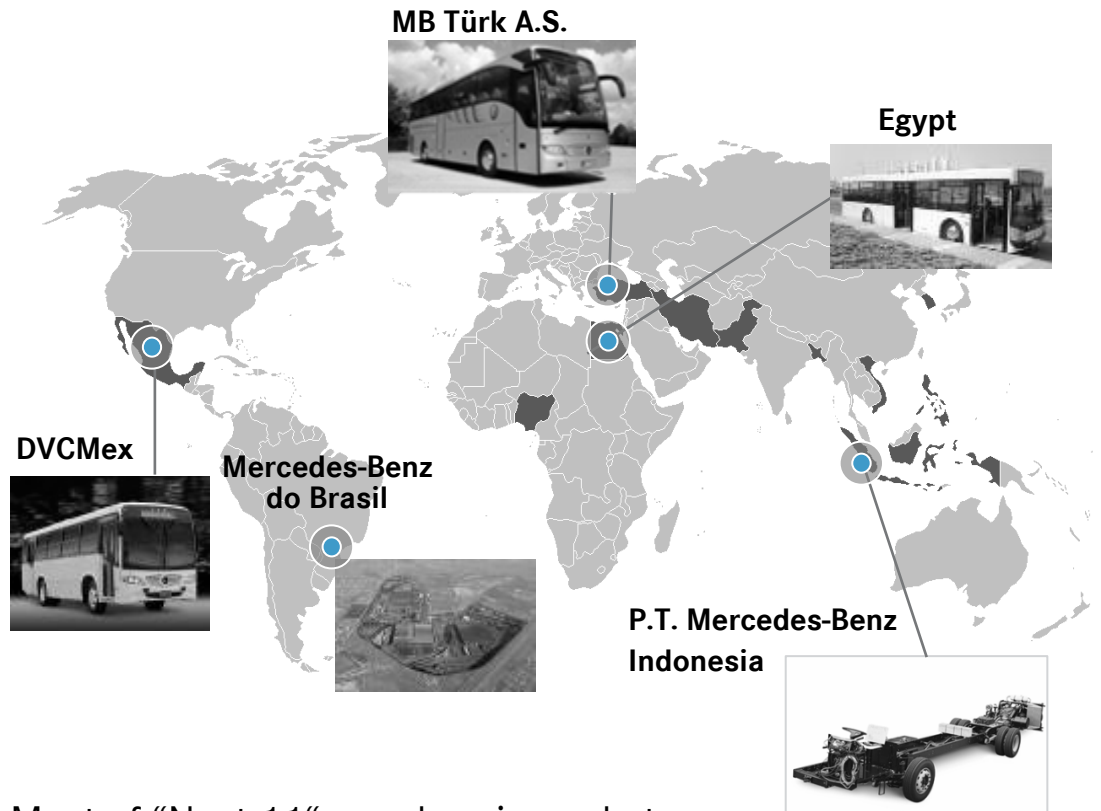 MB Türk A.S.
Egypt
DVCMex
Mercedes-Benz
do Brasil
P.T. Mercedes-Benz
Indonesia